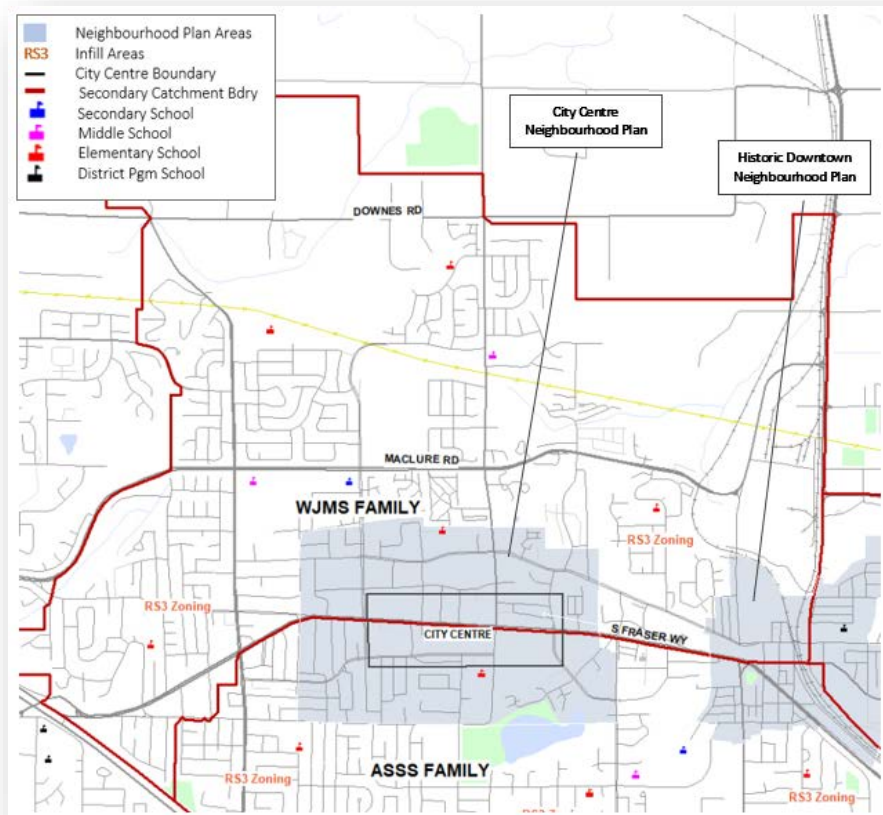 Neighbourhood Plan Areas
RS3 Infill Areas
City Centre Boundary
Secondary Catchment Bdry
Secondary School
Middle School
Elementary School
District Pgm School
City Centre
Neighbourhood Plan
Historic Downtown
Neighbourhood Plan
DOWNES RD
MACLURE RD
WJMS FAMILY
RS3 Zoning
RS3 Zoning
CITY CENTRE
S FRASER WY
ASSS FAMILY
RS3 Zoning
RS3 Zoning
RS3 Zoning